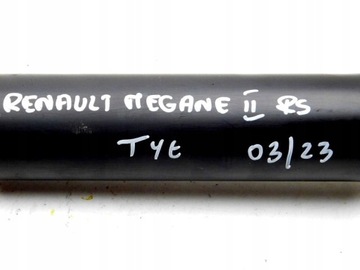 RENAULT MEGANE II RS
TYŁ 03/23